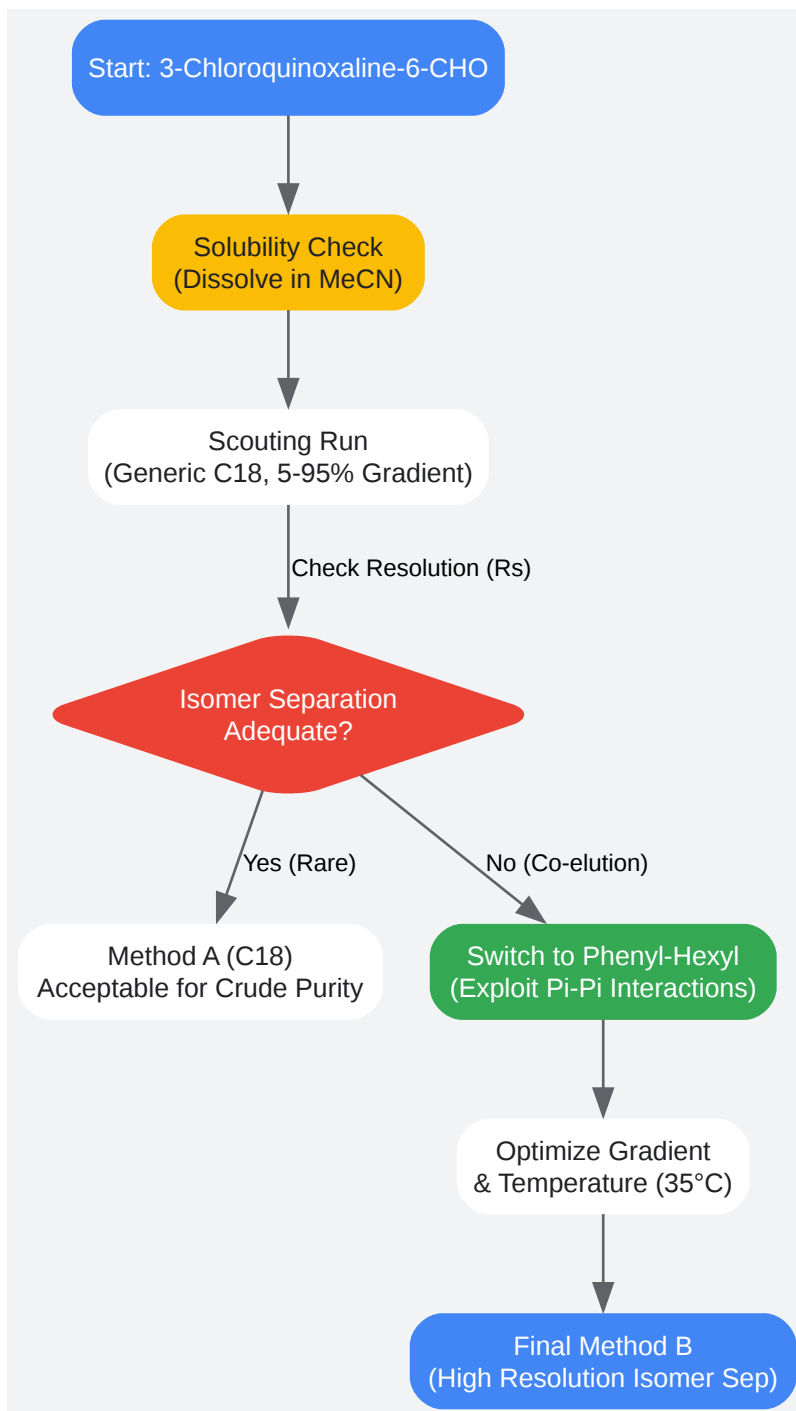 Start: 3-Chloroquinoxaline-6-CHO
Solubility Check
(Dissolve in MeCN)
Scouting Run
(Generic C18, 5-95% Gradient)
Check Resolution (Rs)
Isomer Separation
Adequate?
Yes (Rare)
No (Co-elution)
Method A (C18)
Acceptable for Crude Purity
Switch to Phenyl-Hexyl
(Exploit Pi-Pi Interactions)
Optimize Gradient
& Temperature (35°C)
Final Method B
(High Resolution Isomer Sep)